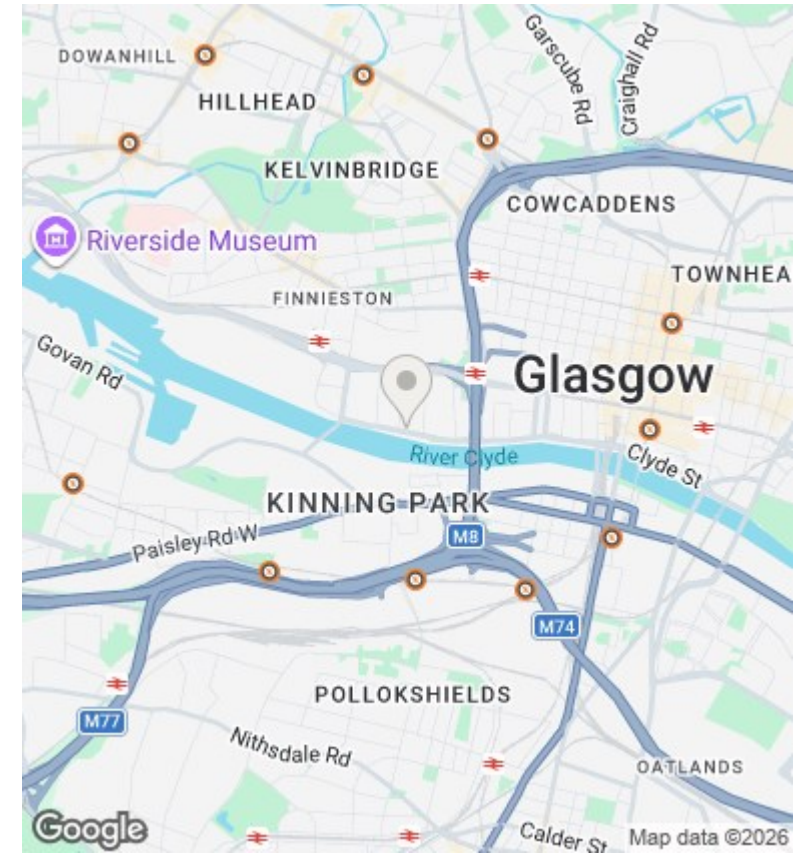 DOWANHILL
HILLHEAD
Garscube Rd
Craighall Rd
KELVINBRIDGE
COWCADDENS
Riverside Museum
TOWNHEA
FINNIESTON
Govan Rd
Glasgow
River Clyde
Clyde St
KINNING PARK
Paisley Rd W
M8
M74
POLLOKSHIELDS
M77
Nithsdale Rd
OATLANDS
Google
Calder St
Map data ©2026